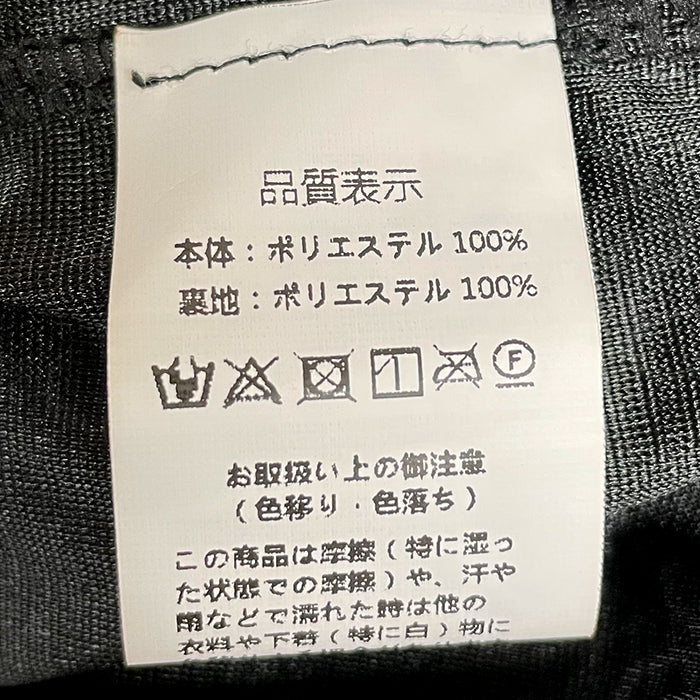 品質表示
本体：ポリエステル 100%
裏地：ポリエステル 100%
F
お取扱い上の御注意
（色移り・色落ち）
この商品は摩擦（特に湿っ
た状態での摩擦）や、汗や
雨などで濡れた時は他の
衣料や下着（特に白）物に